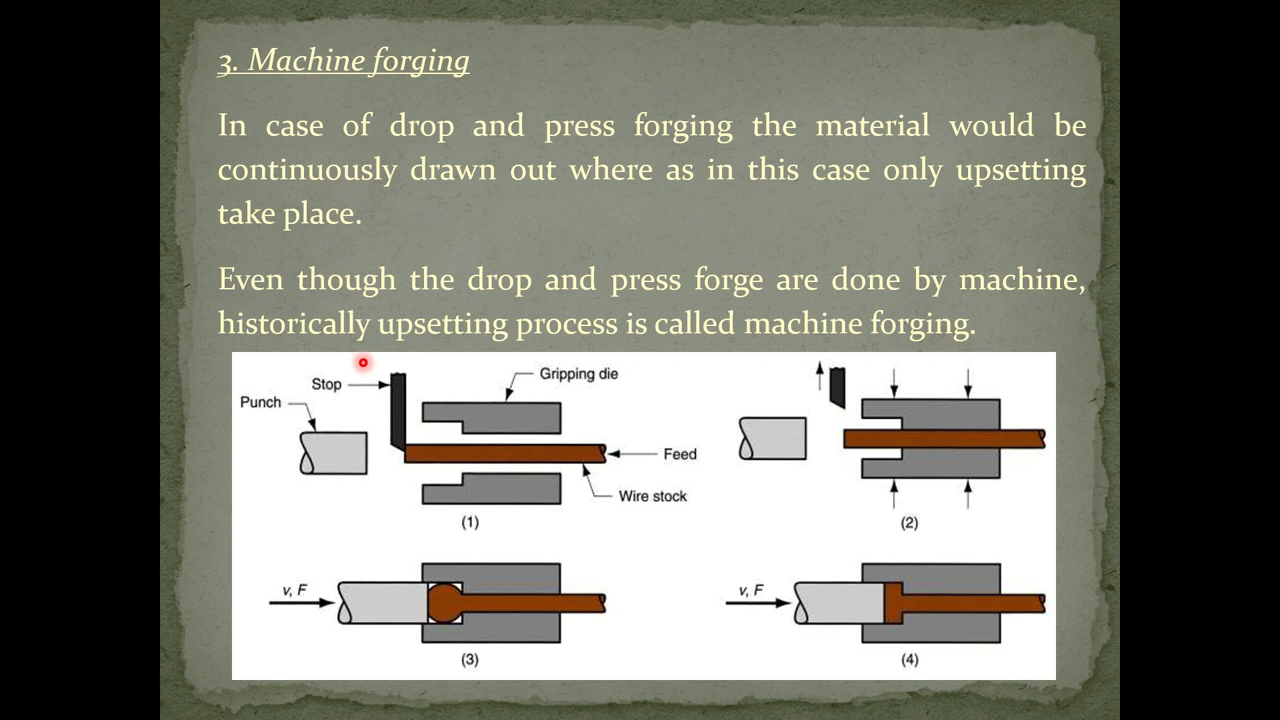 3. Machine forging
In case of drop and press forging the material would be
continuously drawn out where as in this case only upsetting
take place.
Even though the drop and press forge are done by machine,
historically upsetting process is called machine forging.
Gripping die
Stop
Punch
Feed
Wire stock
(1)
(2)
v, F
(3)
v, F
(4)